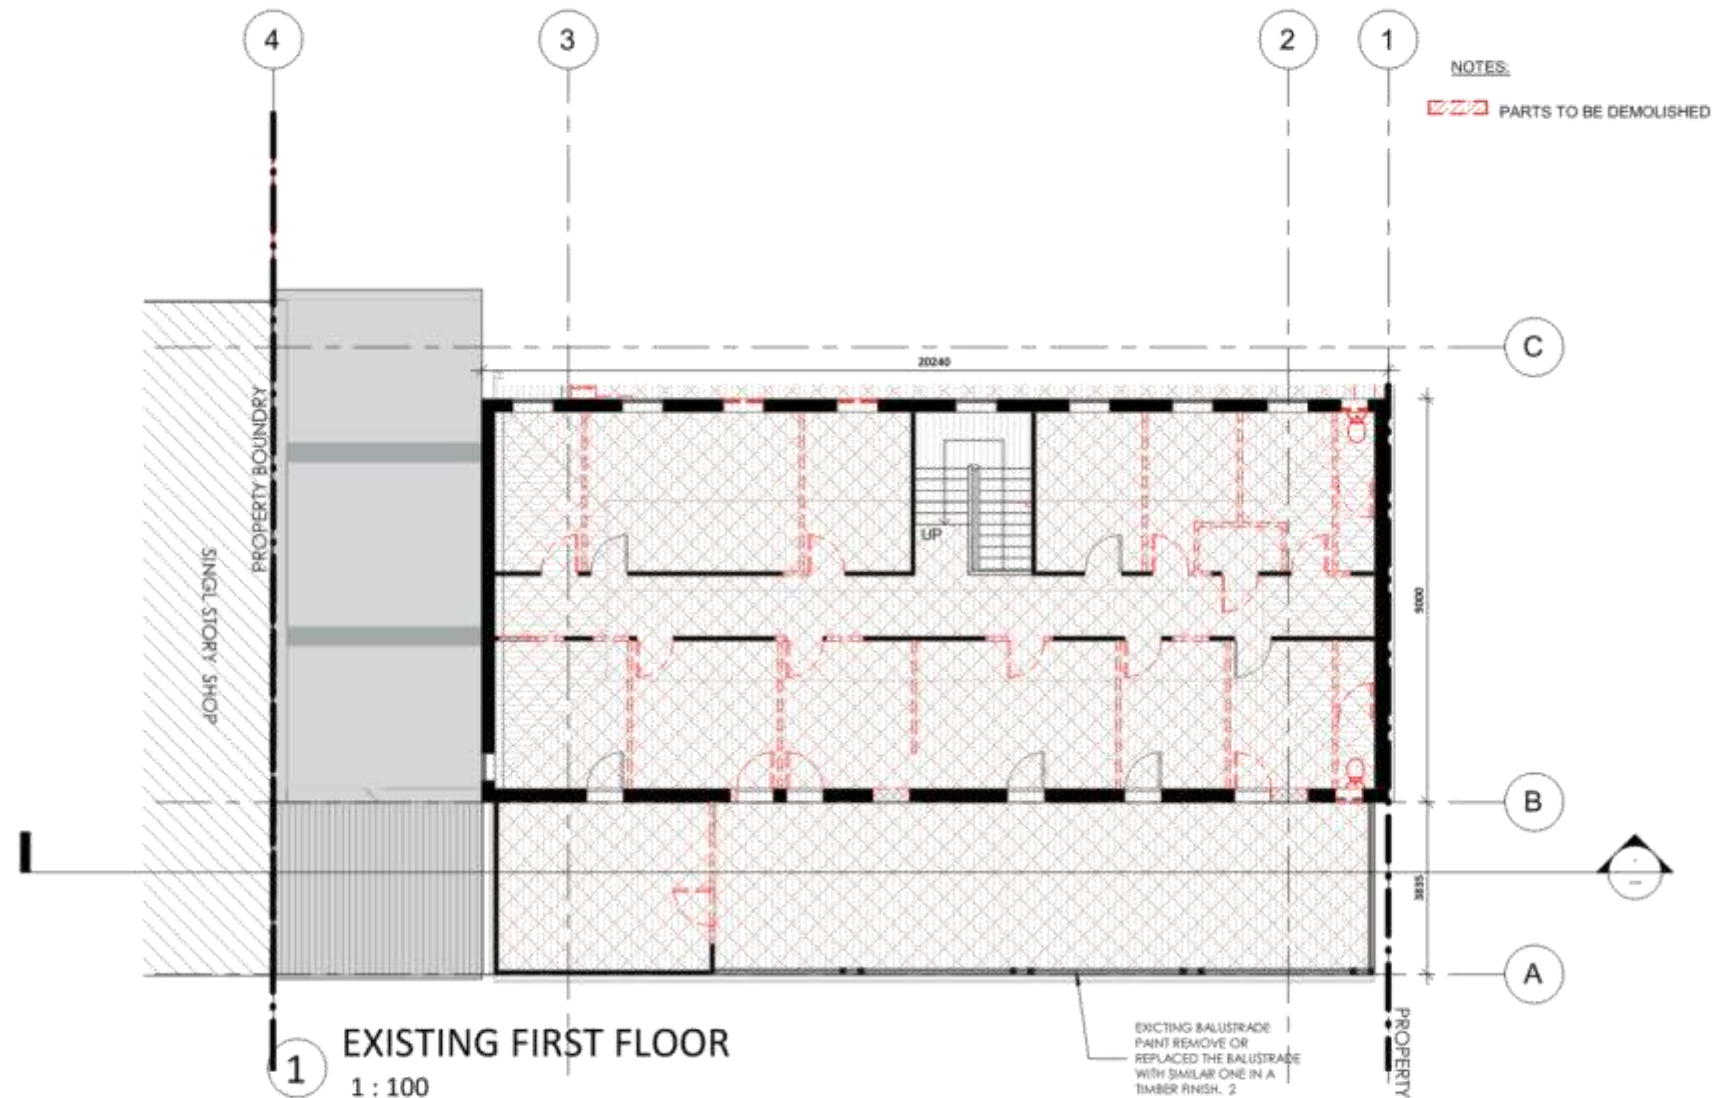 4
3
2
1
NOTES:
PARTS TO BE DEMOLISHED
C
20240
PROPERTY BOUNDRY
SINGL STORY SHOP
UP
9000
B
3835
A
PROPERTY
EXICTING BALUSTRADE
PAINT REMOVE OR
REPLACED THE BALUSTRADE
WITH SIMILAR ONE IN A
TIMBER FINISH. 2
1
EXISTING FIRST FLOOR
1 : 100